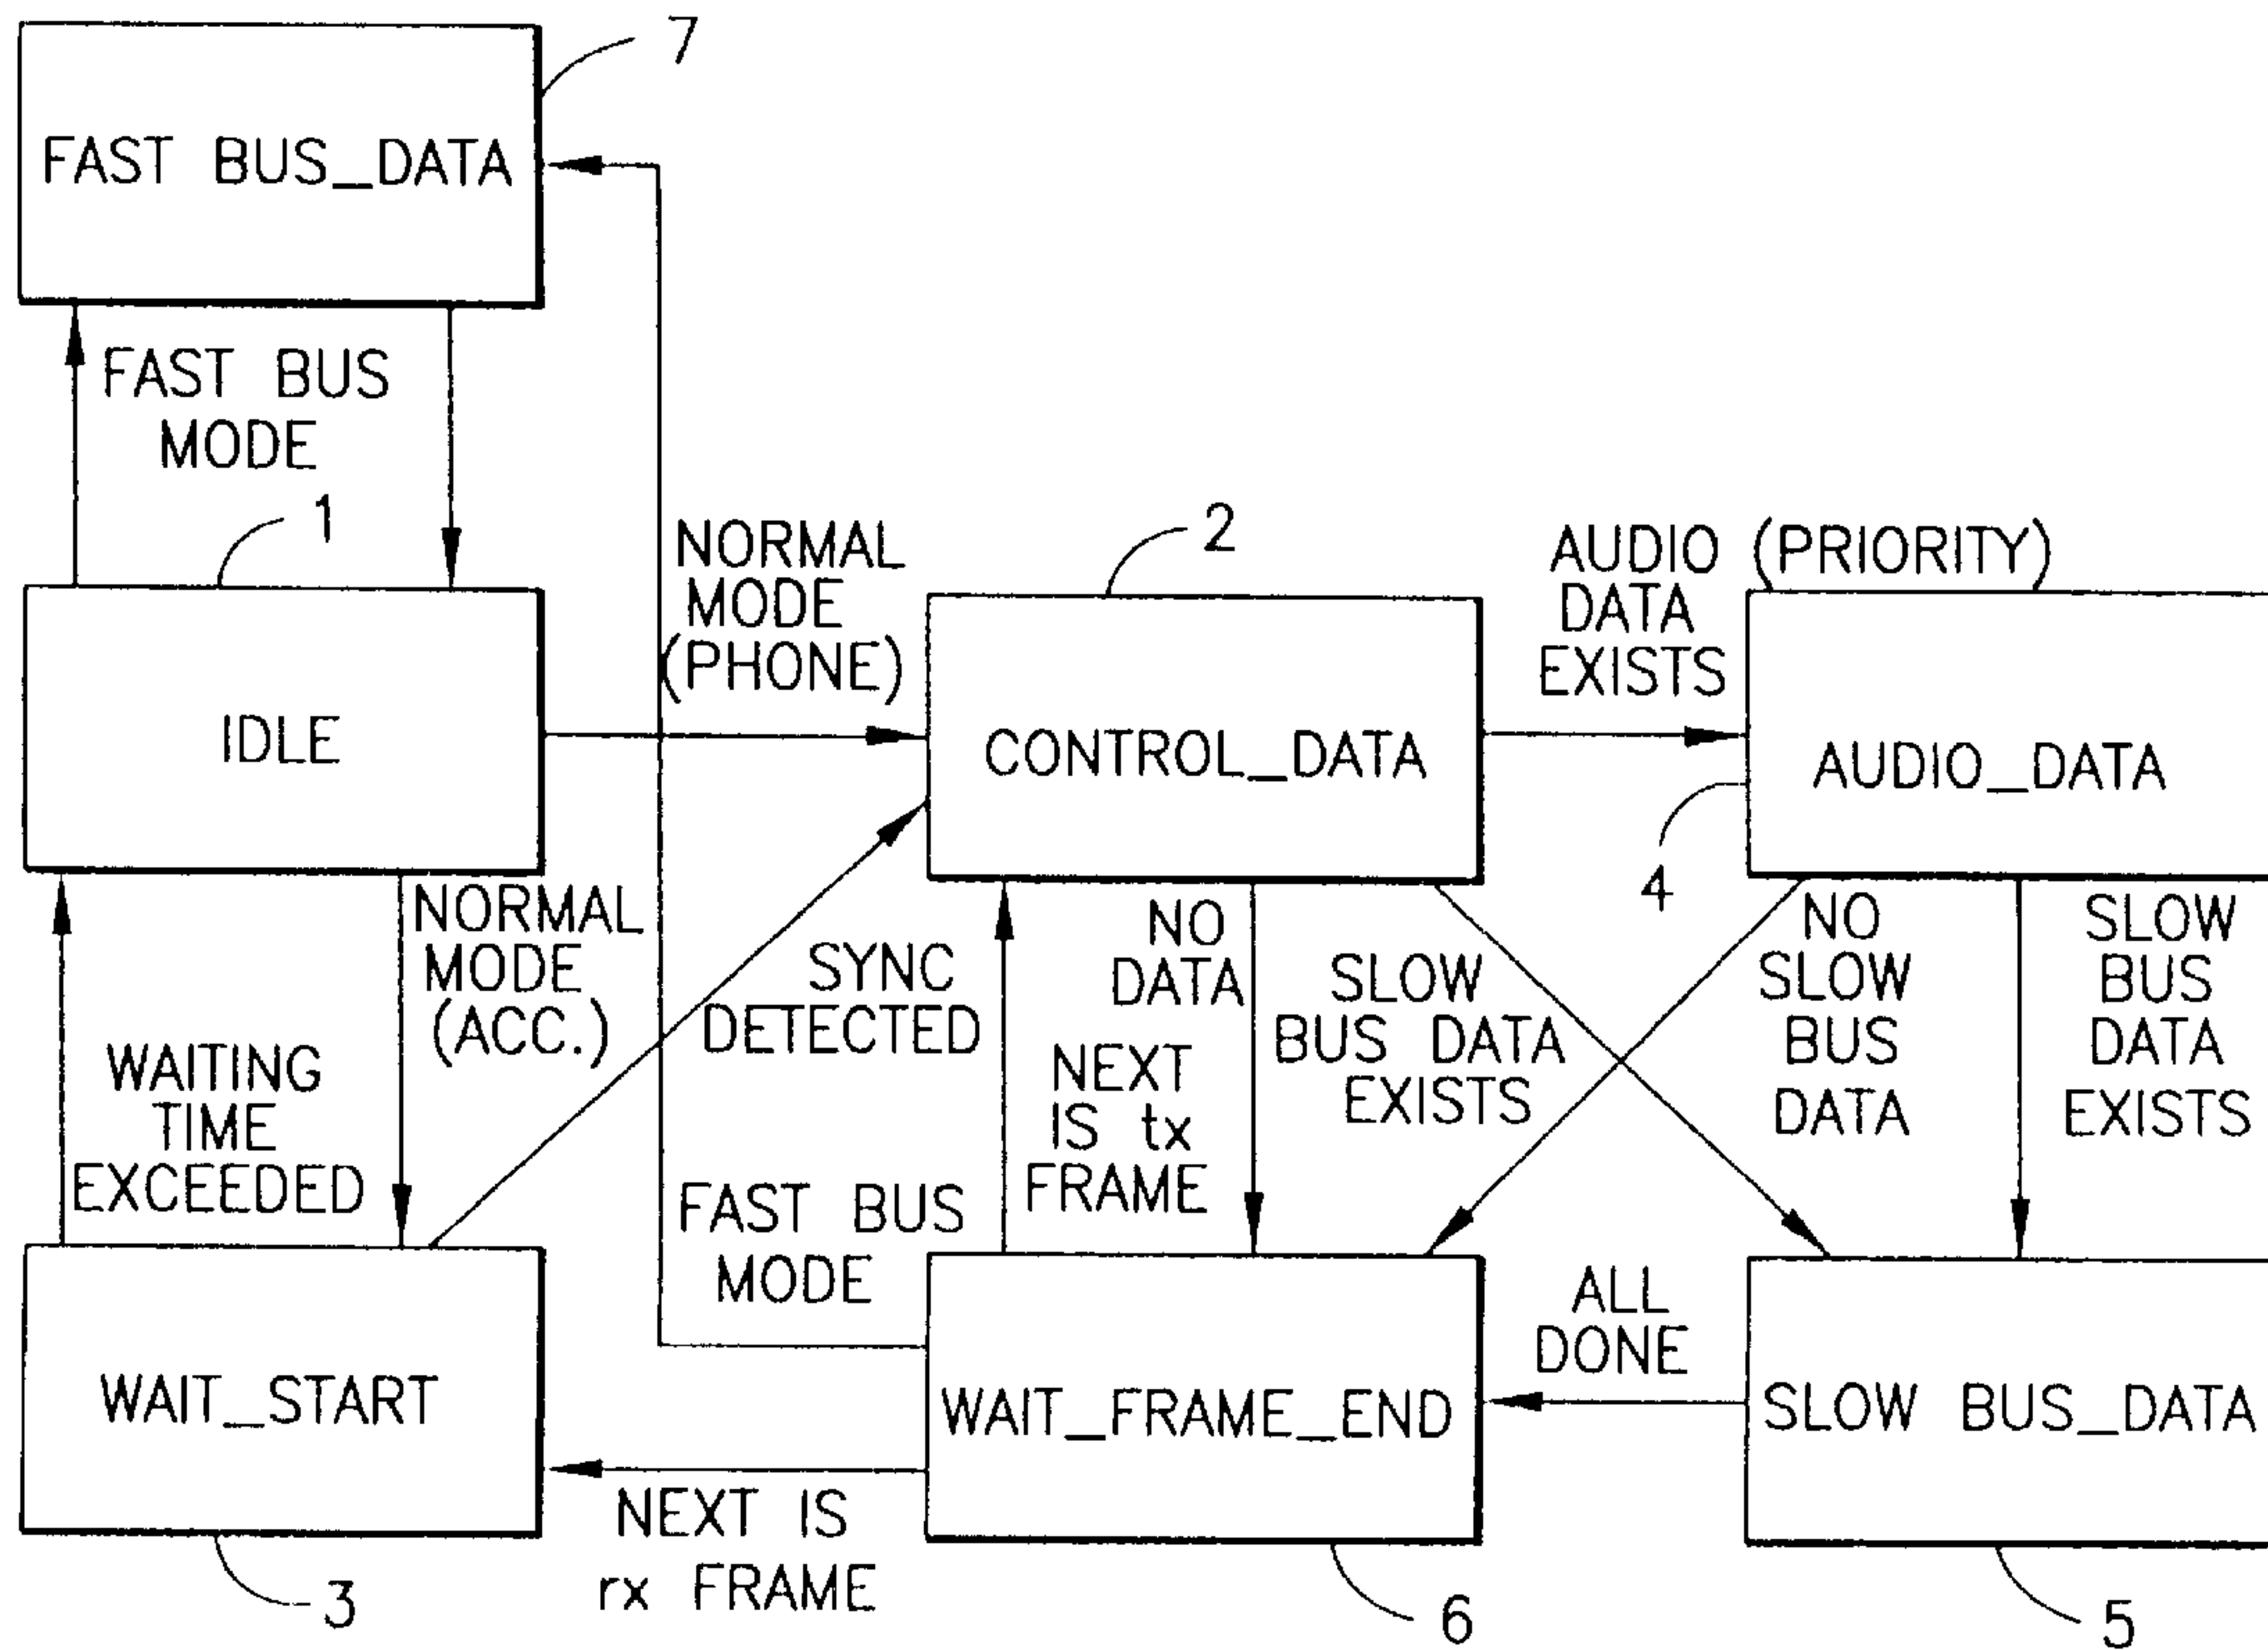 7
FAST BUS_DATA
FAST BUS
MODE
1
IDLE
NORMAL
MODE
(PHONE)
2
CONTROL_DATA
AUDIO (PRIORITY)
DATA
EXISTS
AUDIO_DATA
4
NORMAL
MODE
(ACC.)
WAITING
TIME
EXCEEDED
SYNC
DETECTED
NO
DATA
NEXT
IS tx
FRAME
SLOW
BUS DATA
EXISTS
NO
SLOW
BUS
DATA
SLOW
BUS
DATA
EXISTS
FAST BUS
MODE
ALL
DONE
WAIT_START
WAIT_FRAME_END
SLOW BUS_DATA
NEXT IS
rx FRAME
3
6
5